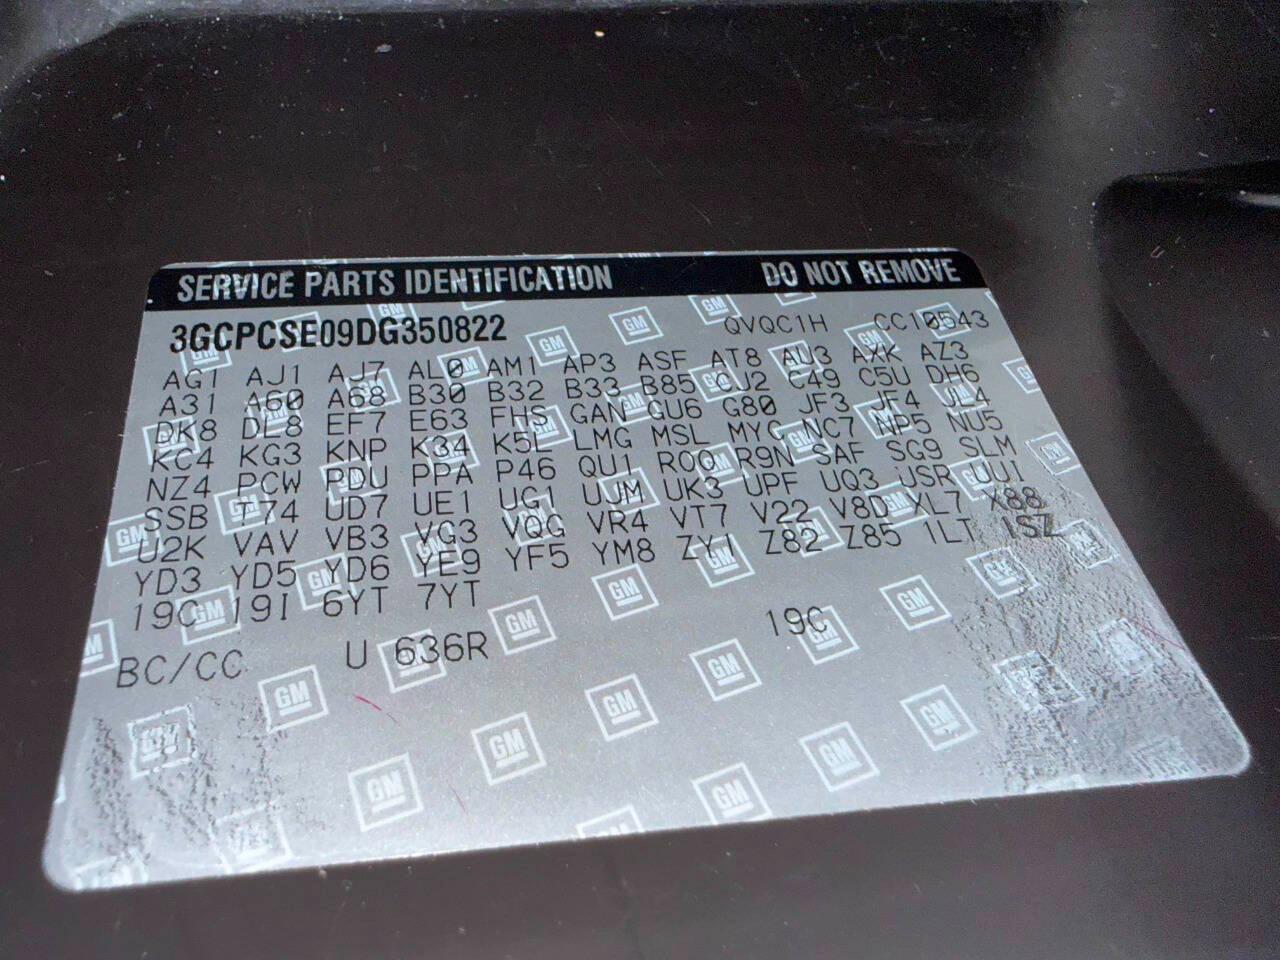 SERVICE PARTS IDENTIFICATION DO NOT REMOVE
3GCPCSE09DG350822 QVQC1H CC10543
AG1 AJ1 AJ7 AL0 AM1 AP3 ASF AT8 AU3 AXK AZ3
A31 A60 A68 B30 B32 B33 B85 CJ2 C49 C5U DH6
DK8 DL8 EF7 E63 FHS GAN GU6 G80 JF3 JF4 J14
KC4 KG3 KNP K34 K5L LMG MSL MYC NC7 NP5 NU5
NZ4 PCW PDU PPA P46 QU1 ROQ R9N SAF SG9 SLM
SSB T74 UD7 UE1 UG1 UJM UK3 UPF UQ3 USR UU1
U2K VAV VB3 VG3 VQG VR4 VT7 V22 V8D XL7 X88
YD3 YD5 YD6 YE9 YF5 YM8 ZY1 Z82 Z85 1LT 1SZ
19C 19I 6YT 7YT
BC/CC U 636R 19C
GM